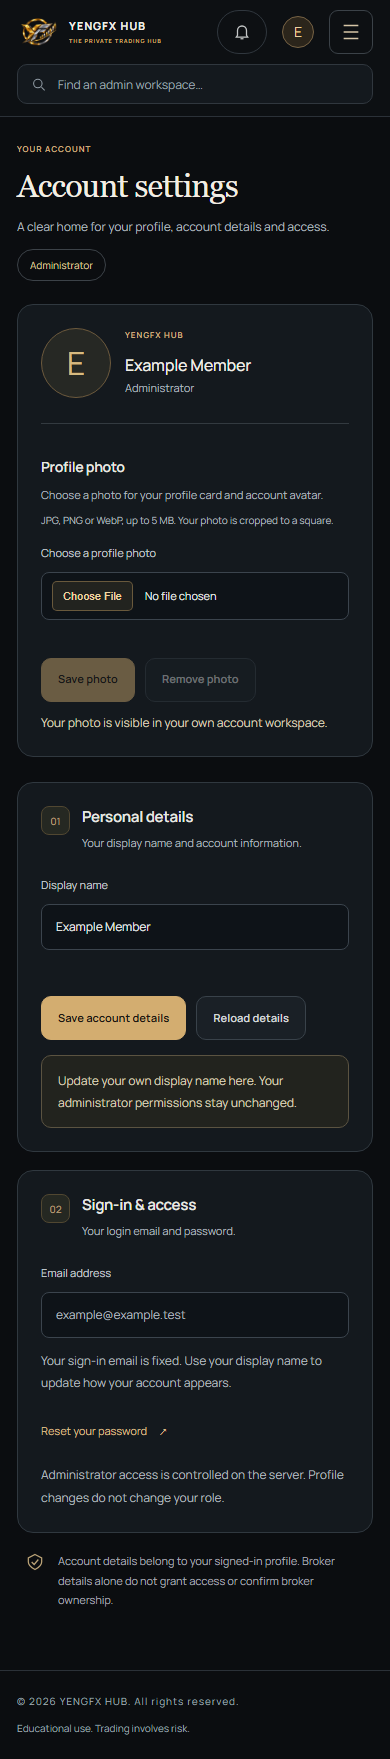 YENGFX HUB
THE PRIVATE TRADING HUB
E
Find an admin workspace...
YOUR ACCOUNT
Account settings
A clear home for your profile, account details and access.
Administrator
E
YENGFX HUB
Example Member
Administrator
Profile photo
Choose a photo for your profile card and account avatar.
JPG, PNG or WebP, up to 5 MB. Your photo is cropped to a square.
Choose a profile photo
Choose File No file chosen
Save photo Remove photo
Your photo is visible in your own account workspace.
01 Personal details
Your display name and account information.
Display name
Example Member
Save account details Reload details
Update your own display name here. Your
administrator permissions stay unchanged.
02 Sign-in & access
Your login email and password.
Email address
example@example.test
Your sign-in email is fixed. Use your display name to
update how your account appears.
Reset your password ↗
Administrator access is controlled on the server. Profile
changes do not change your role.
Account details belong to your signed-in profile. Broker
details alone do not grant access or confirm broker
ownership.
© 2026 YENGFX HUB. All rights reserved.
Educational use. Trading involves risk.